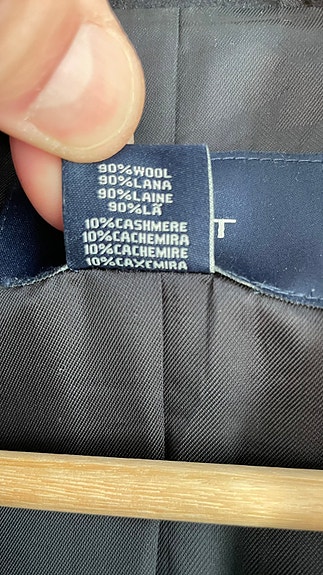 90%WOOL
90%LANA
90%LAINE
90%LÃ
10%CASHMERE
10%CACHEMIRA
10%CACHEMIRE
10%CAXEMIRA
T